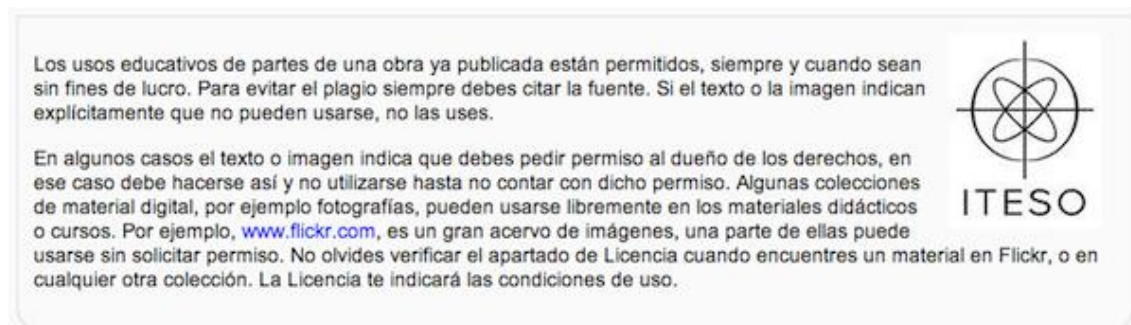 Los usos educativos de partes de una obra ya publicada están permitidos, siempre y cuando sean
sin fines de lucro. Para evitar el plagio siempre debes citar la fuente. Si el texto o la imagen indican
explícitamente que no pueden usarse, no las uses.
En algunos casos el texto o imagen indica que debes pedir permiso al dueño de los derechos, en
ese caso debe hacerse así y no utilizarse hasta no contar con dicho permiso. Algunas colecciones
de material digital, por ejemplo fotografías, pueden usarse libremente en los materiales didácticos
o cursos. Por ejemplo, www.flickr.com, es un gran acervo de imágenes, una parte de ellas puede
usarse sin solicitar permiso. No olvides verificar el apartado de Licencia cuando encuentres un material en Flickr, o en
cualquier otra colección. La Licencia te indicará las condiciones de uso.
ITESO